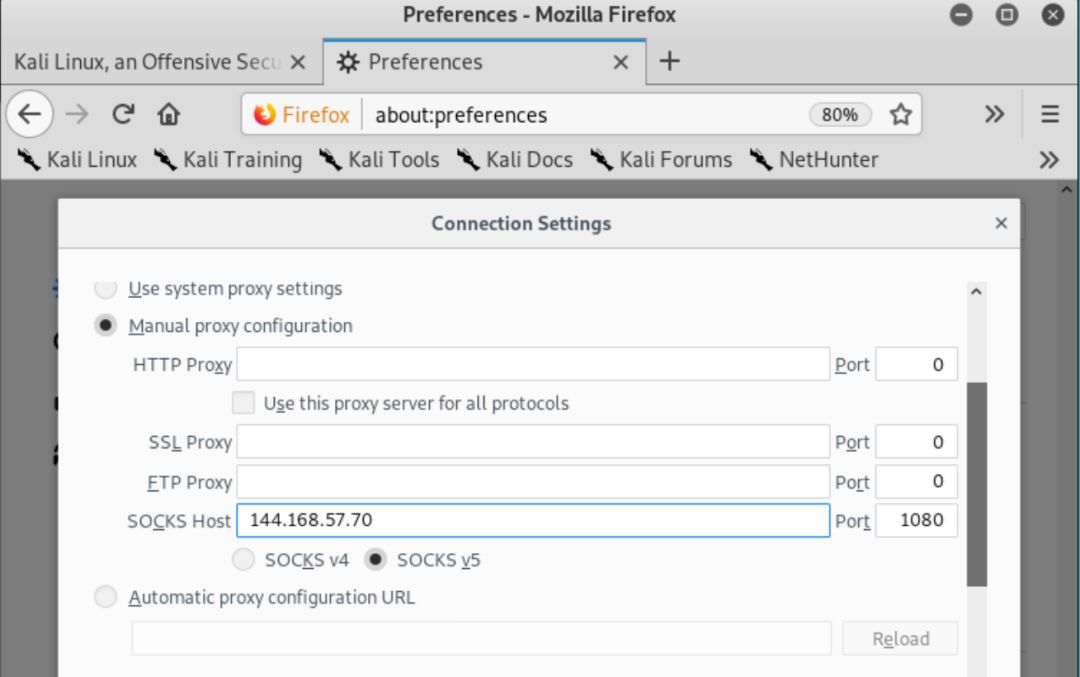 Preferences - Mozilla Firefox
Kali Linux, an Offensive Secu Preferences
Firefox about:preferences 80%
Kali Linux Kali Training Kali Tools Kali Docs Kali Forums NetHunter
Connection Settings
Use system proxy settings
Manual proxy configuration
HTTP Proxy Port 0
Use this proxy server for all protocols
SSL Proxy Port 0
FTP Proxy Port 0
SOCKS Host 144.168.57.70 Port 1080
SOCKS v4 SOCKS v5
Automatic proxy configuration URL
Reload